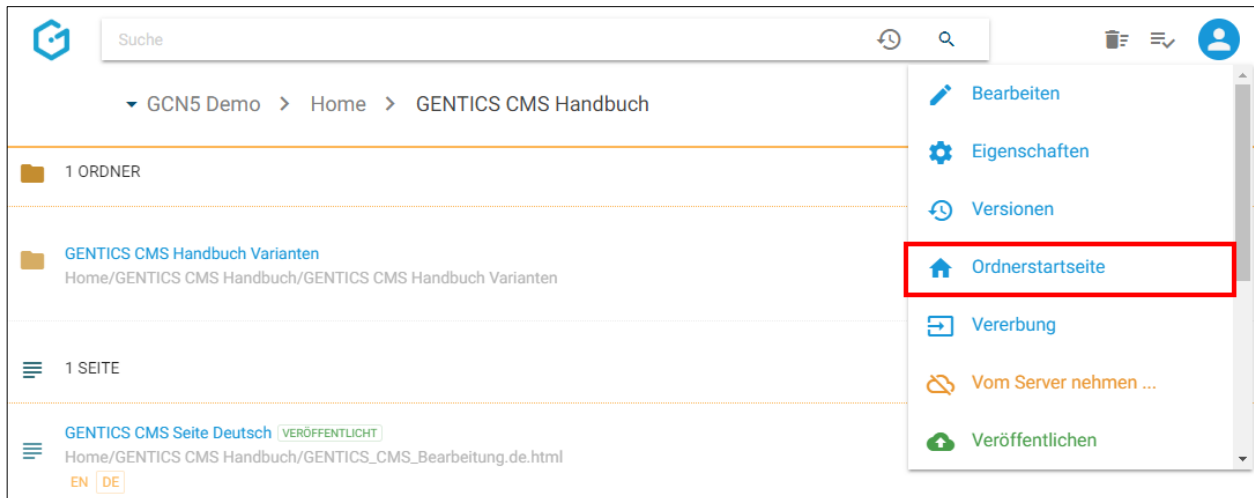 Suche
GCN5 Demo > Home > GENTICS CMS Handbuch
1 ORDNER
GENTICS CMS Handbuch Varianten
Home/GENTICS CMS Handbuch/GENTICS CMS Handbuch Varianten
1 SEITE
GENTICS CMS Seite Deutsch VERÖFFENTLICHT
Home/GENTICS CMS Handbuch/GENTICS_CMS_Bearbeitung.de.html
EN DE
Bearbeiten
Eigenschaften
Versionen
Ordnerstartseite
Vererbung
Vom Server nehmen ...
Veröffentlichen